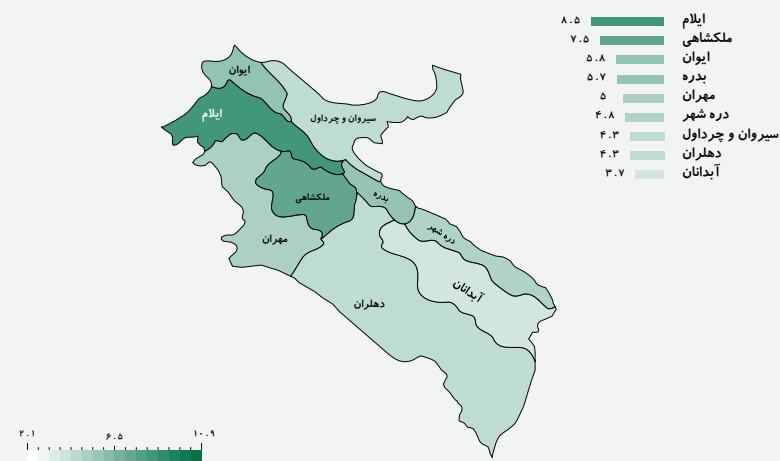 ایلام ۸.۵
ملکشاهی ۷.۵
ایوان ۵.۸
بدره ۵.۷
مهران ۵
دره شهر ۴.۸
سیروان و چرداول ۴.۳
دهلران ۴.۳
آبدانان ۳.۷
ایوان
ایلام
سیروان و چرداول
ملکشاهی
بدره
مهران
دره شهر
آبدانان
دهلران
۲.۱ ۶.۵ ۱۰.۹